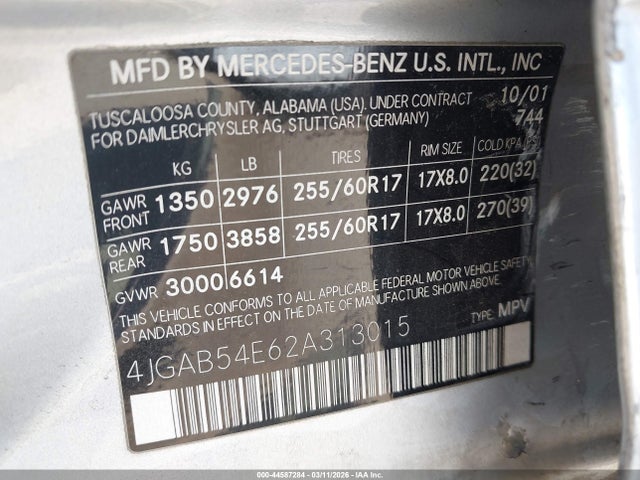 MFD BY MERCEDES-BENZ U.S. INTL., INC
TUSCALOOSA COUNTY, ALABAMA (USA). UNDER CONTRACT 10/01
FOR DAIMLERCHRYSLER AG, STUTTGART (GERMANY) 744
KG LB TIRES RIM SIZE COLD KPA
GAWR FRONT 1350 2976 255/60R17 17X8.0 220(32)
GAWR REAR 1750 3858 255/60R17 17X8.0 270(39)
GVWR 3000 6614
THIS VEHICLE CONFORMS TO ALL APPLICABLE FEDERAL MOTOR VEHICLE SAFETY
STANDARDS IN EFFECT ON THE DATE OF MANUFACTURE SHOWN ABOVE.
TYPE: MPV
4JGAB54E62A313015
000-44587284 - 03/11/2026 - IAA Inc.